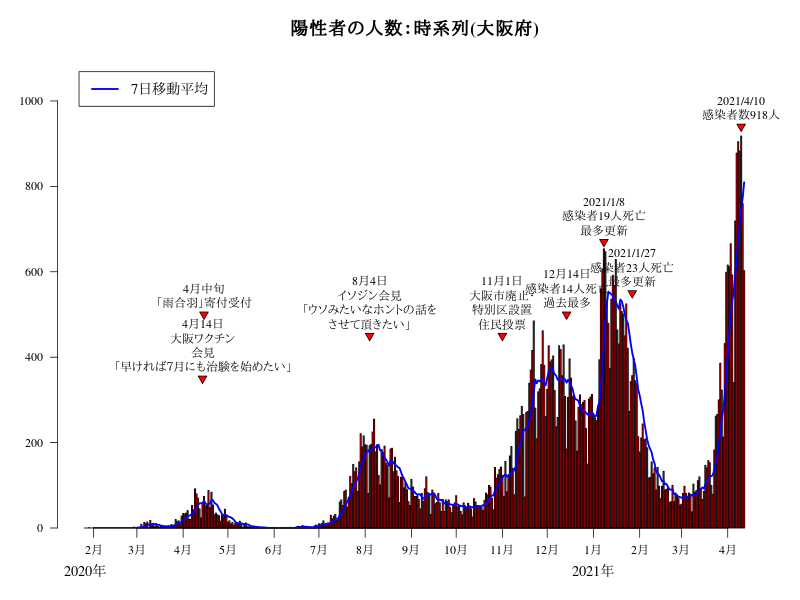 陽性者の人数：時系列(大阪府)
7日移動平均
1000
800
600
400
200
0
4月中旬
「雨合羽」寄付受付
4月14日
大阪ワクチン
会見
「早ければ7月にも治験を始めたい」
8月4日
イソジン会見
「ウソみたいなホントの話を
させて頂きたい」
11月1日
大阪市廃止・
特別区設置
住民投票
12月14日
感染者14人死亡
過去最多
2021/1/8
感染者19人死亡
最多更新
2021/1/27
感染者23人死亡
最多更新
2021/4/10
感染者数918人
2月 3月 4月 5月 6月 7月 8月 9月 10月 11月 12月 1月 2月 3月 4月
2020年 2021年